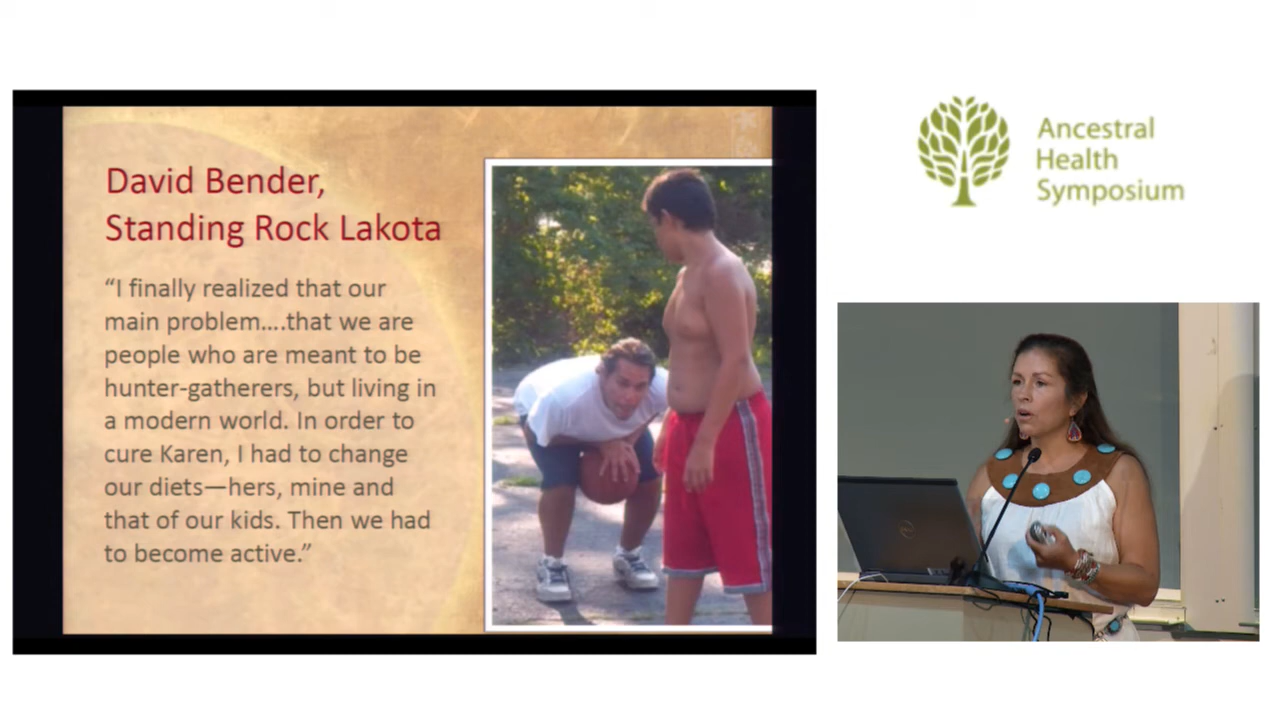 David Bender,
Standing Rock Lakota
“I finally realized that our
main problem....that we are
people who are meant to be
hunter-gatherers, but living in
a modern world. In order to
cure Karen, I had to change
our diets—hers, mine and
that of our kids. Then we had
to become active.”
Ancestral
Health
Symposium